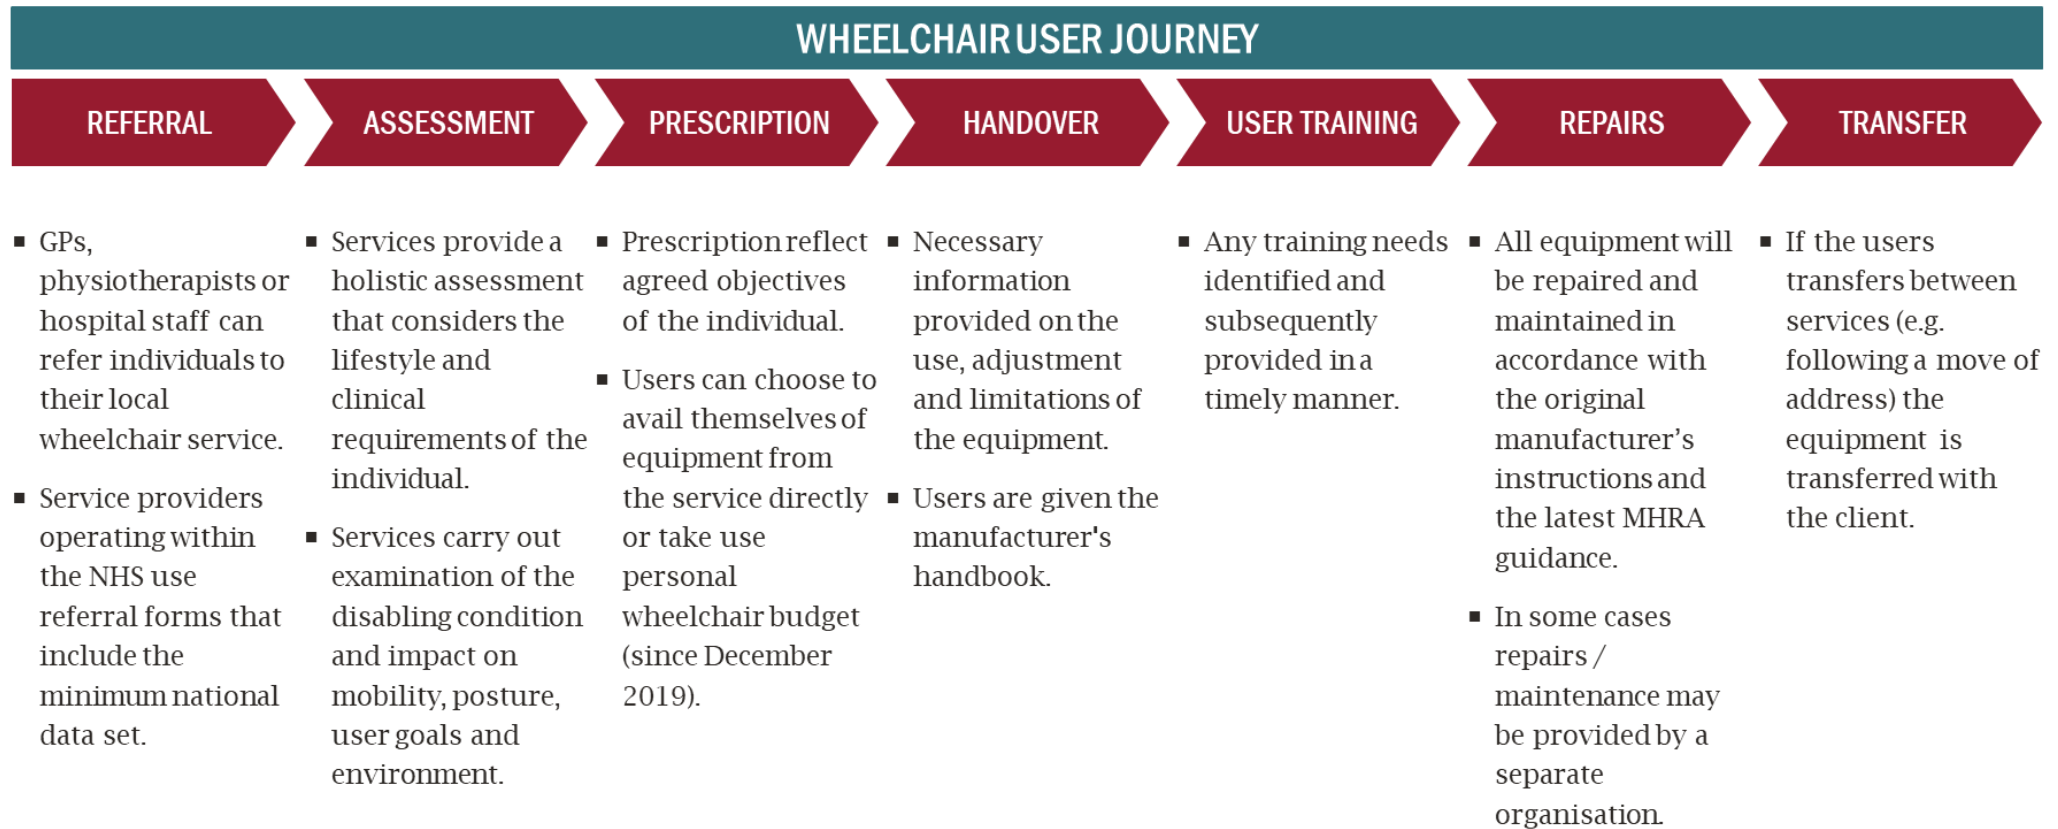 WHEELCHAIR USER JOURNEY
REFERRAL
ASSESSMENT
PRESCRIPTION
HANDOVER
USER TRAINING
REPAIRS
TRANSFER
▪ GPs,
physiotherapists or
hospital staff can
refer individuals to
their local
wheelchair service.
▪ Service providers
operating within
the NHS use
referral forms that
include the
minimum national
data set.
▪ Services provide a
holistic assessment
that considers the
lifestyle and
clinical
requirements of the
individual.
▪ Services carry out
examination of the
disabling condition
and impact on
mobility, posture,
user goals and
environment.
▪ Prescription reflect
agreed objectives
of the individual.
▪ Users can choose to
avail themselves of
equipment from
the service directly
or take use
personal
wheelchair budget
(since December
2019).
▪ Necessary
information
provided on the
use, adjustment
and limitations of
the equipment.
▪ Users are given the
manufacturer's
handbook.
▪ Any training needs
identified and
subsequently
provided in a
timely manner.
▪ All equipment will
be repaired and
maintained in
accordance with
the original
manufacturer’s
instructions and
the latest MHRA
guidance.
▪ In some cases
repairs /
maintenance may
be provided by a
separate
organisation.
▪ If the users
transfers between
services (e.g.
following a move of
address) the
equipment is
transferred with
the client.